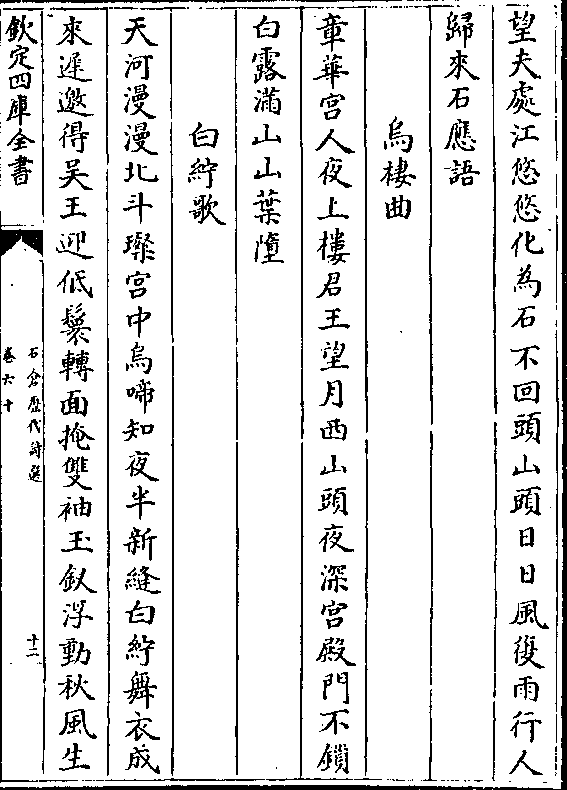 望夫處江悠悠化為石不回頭山頭日日風復雨行人
歸來石應語
烏棲曲
章華宮人夜上樓君王望月西山頭夜深宮殿門不鎖
白露滿山山葉墮
白紵歌
天河漫漫北斗璨宮中烏啼知夜半新縫白紵舞衣成
來遲邀得吳王迎低鬟轉面掩雙袖玉釵浮動秋風生
欽定四庫全書
石倉歴代詩選
卷六十
十二